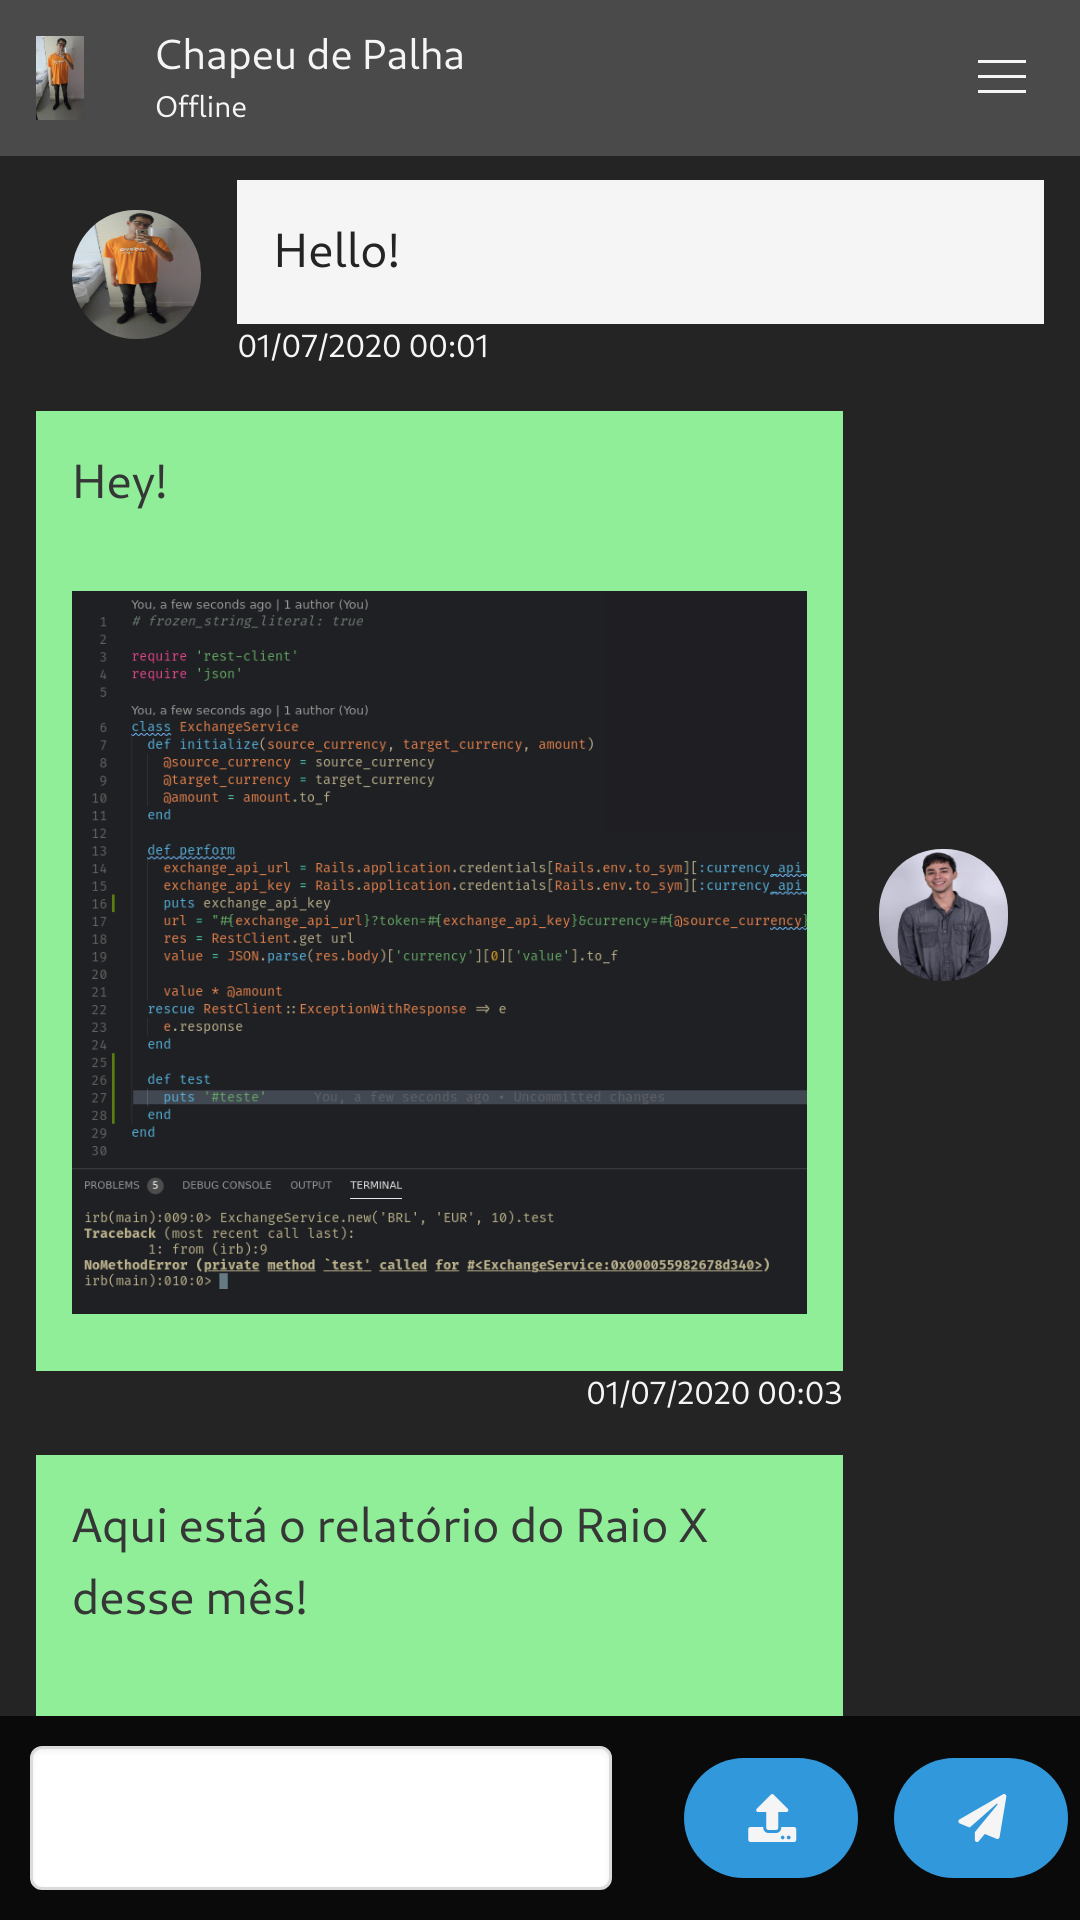 Chapeu de Palha
Offline
Hello!
01/07/2020 00:01
Hey!
You, a few seconds ago | 1 author (You)
1 # frozen_string_literal: true
2
3 require 'rest-client'
4 require 'json'
5
You, a few seconds ago | 1 author (You)
6 class ExchangeService
7 def initialize(source_currency, target_currency, amount)
8 @source_currency = source_currency
9 @target_currency = target_currency
10 @amount = amount.to_f
11 end
12
13 def perform
14 exchange_api_url = Rails.application.credentials[Rails.env.to_sym][:currency_api_
15 exchange_api_key = Rails.application.credentials[Rails.env.to_sym][:currency_api_
16 puts exchange_api_key
17 url = "#{exchange_api_url}?token=#{exchange_api_key}&currency=#{@source_currency}
18 res = RestClient.get url
19 value = JSON.parse(res.body)['currency'][0]['value'].to_f
20
21 value * @amount
22 rescue RestClient::ExceptionWithResponse => e
23 e.response
24 end
25
26 def test
27 puts '#teste' You, a few seconds ago • Uncommitted changes
28 end
29 end
30
PROBLEMS 5 DEBUG CONSOLE OUTPUT TERMINAL
irb(main):009:0> ExchangeService.new('BRL', 'EUR', 10).test
Traceback (most recent call last):
1: from (irb):9
NoMethodError (private method `test' called for #<ExchangeService:0x000055982678d340>)
irb(main):010:0>
01/07/2020 00:03
Aqui está o relatório do Raio X
desse mês!